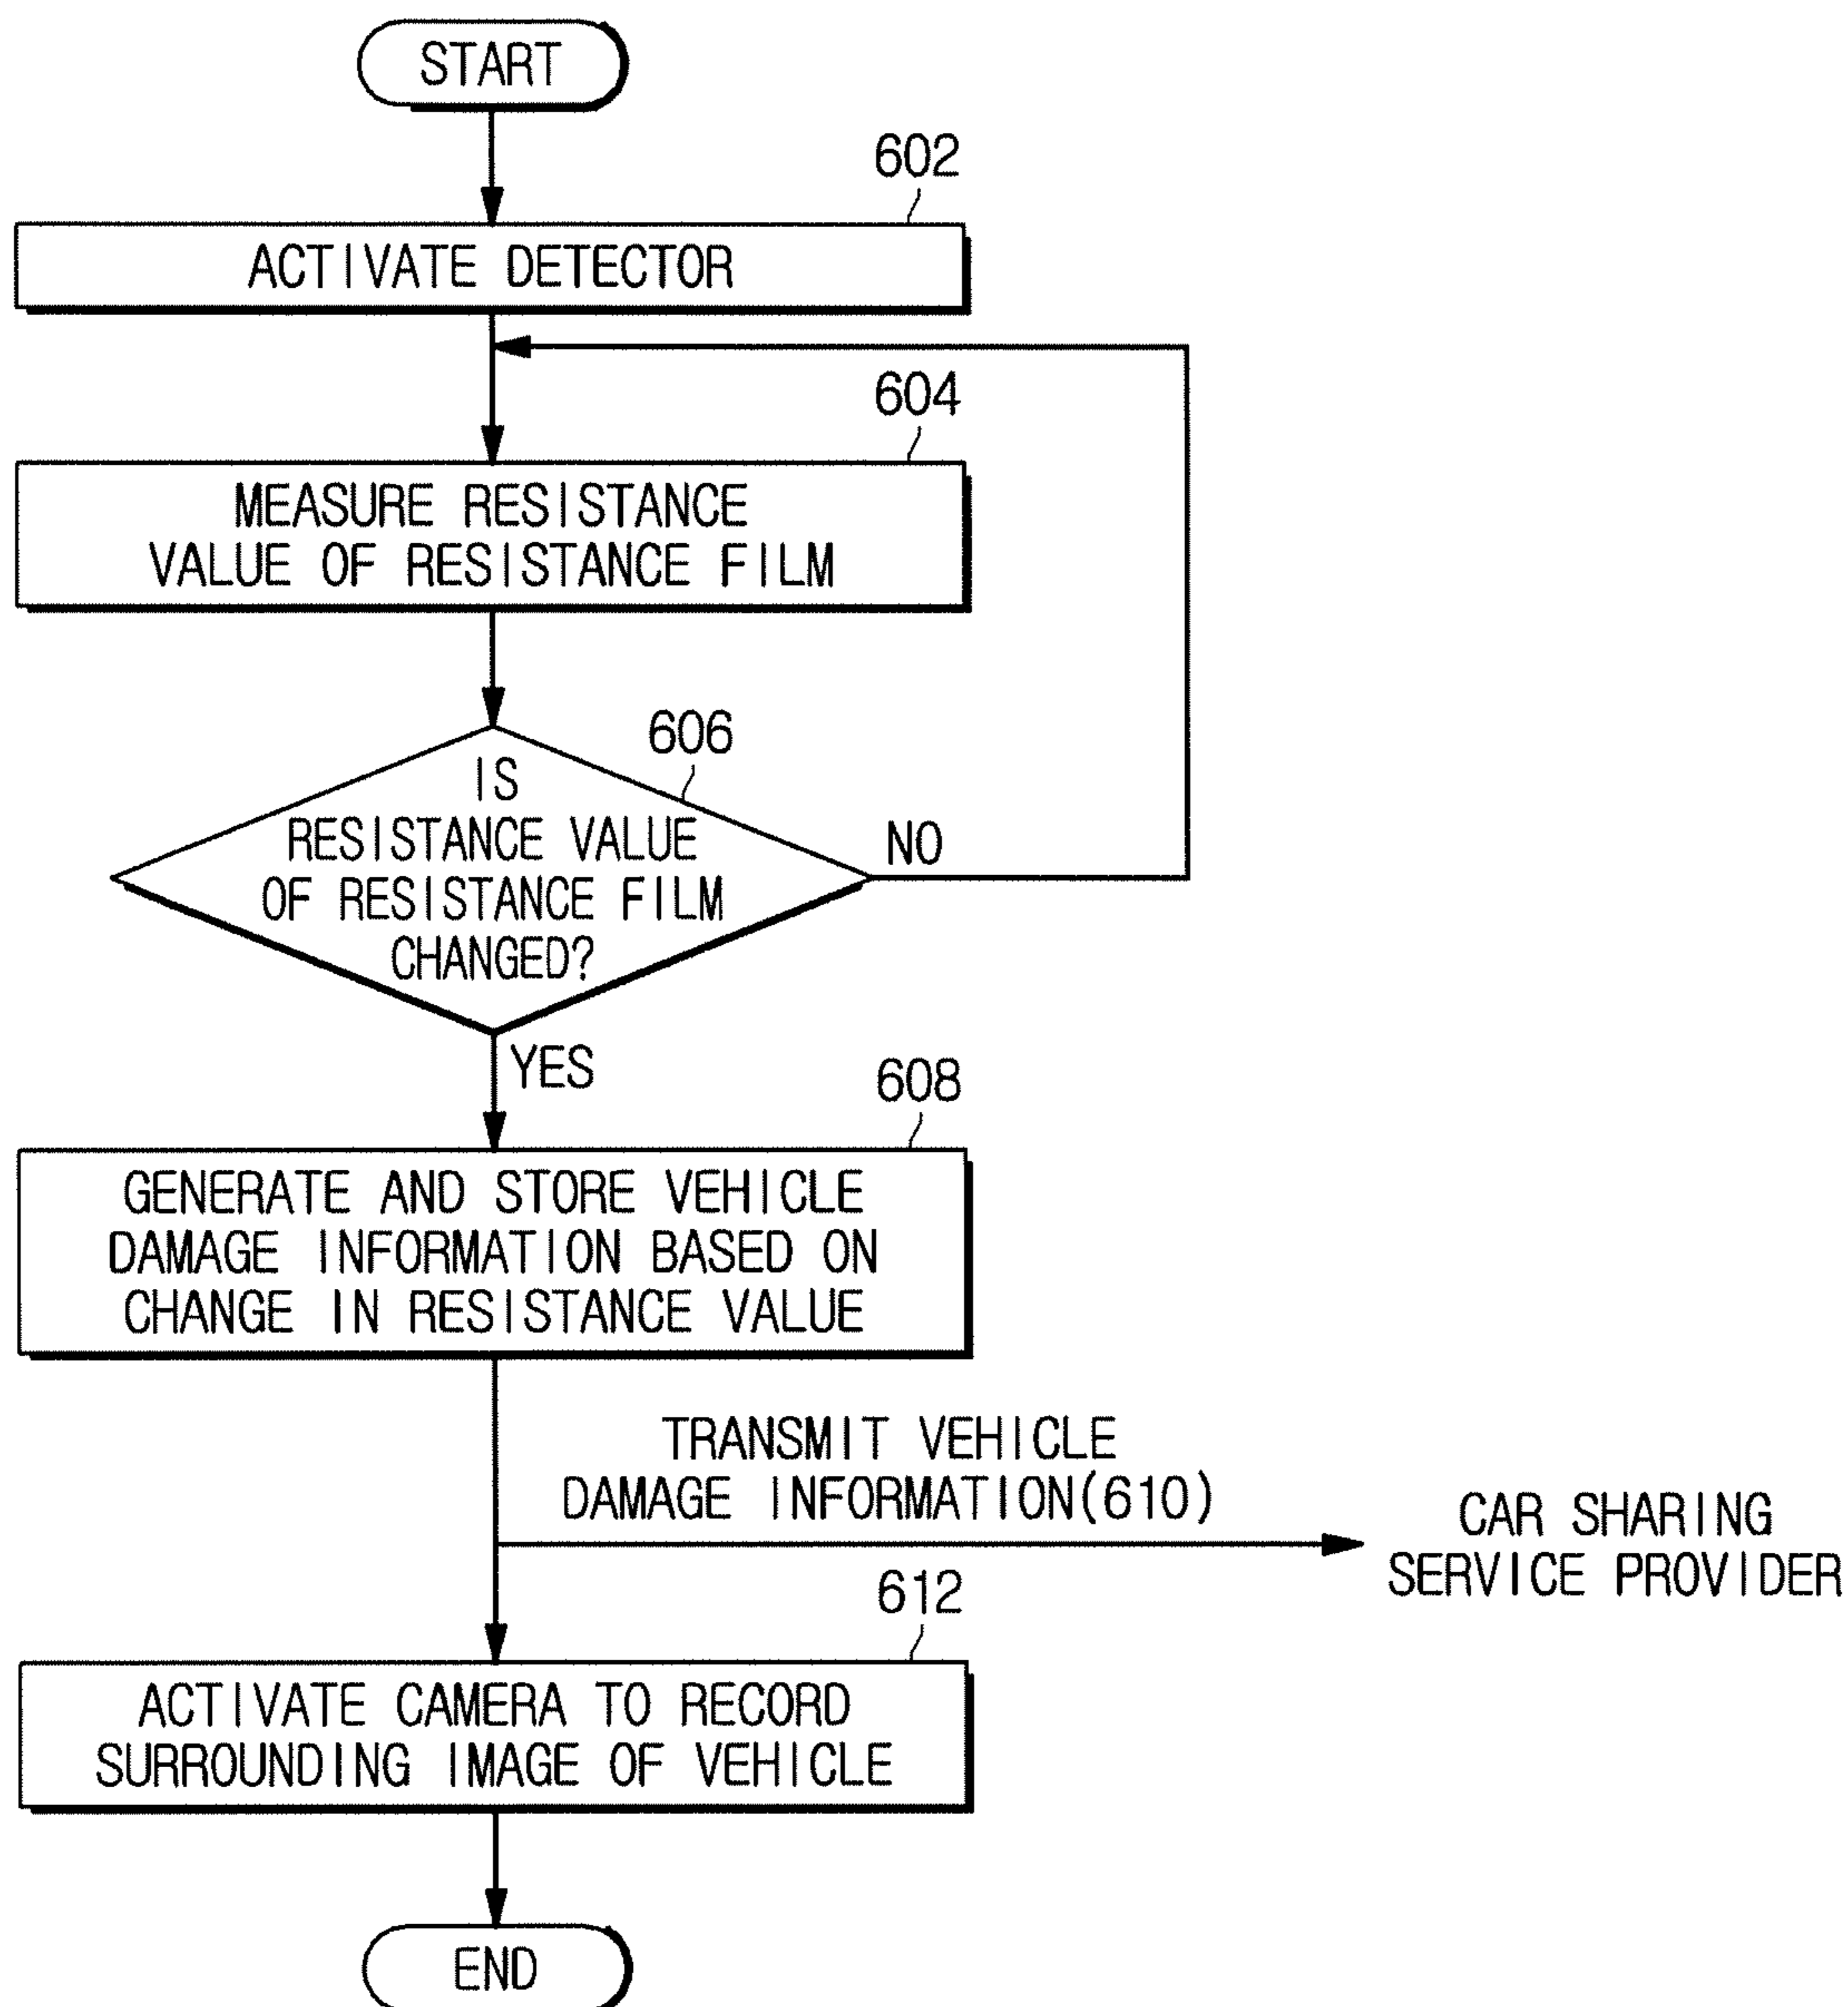 START
602
ACTIVATE DETECTOR
604
MEASURE RESISTANCE
VALUE OF RESISTANCE FILM
606
IS
RESISTANCE VALUE
OF RESISTANCE FILM
CHANGED?
NO
YES
608
GENERATE AND STORE VEHICLE
DAMAGE INFORMATION BASED ON
CHANGE IN RESISTANCE VALUE
TRANSMIT VEHICLE
DAMAGE INFORMATION(610)
CAR SHARING
SERVICE PROVIDER
612
ACTIVATE CAMERA TO RECORD
SURROUNDING IMAGE OF VEHICLE
END